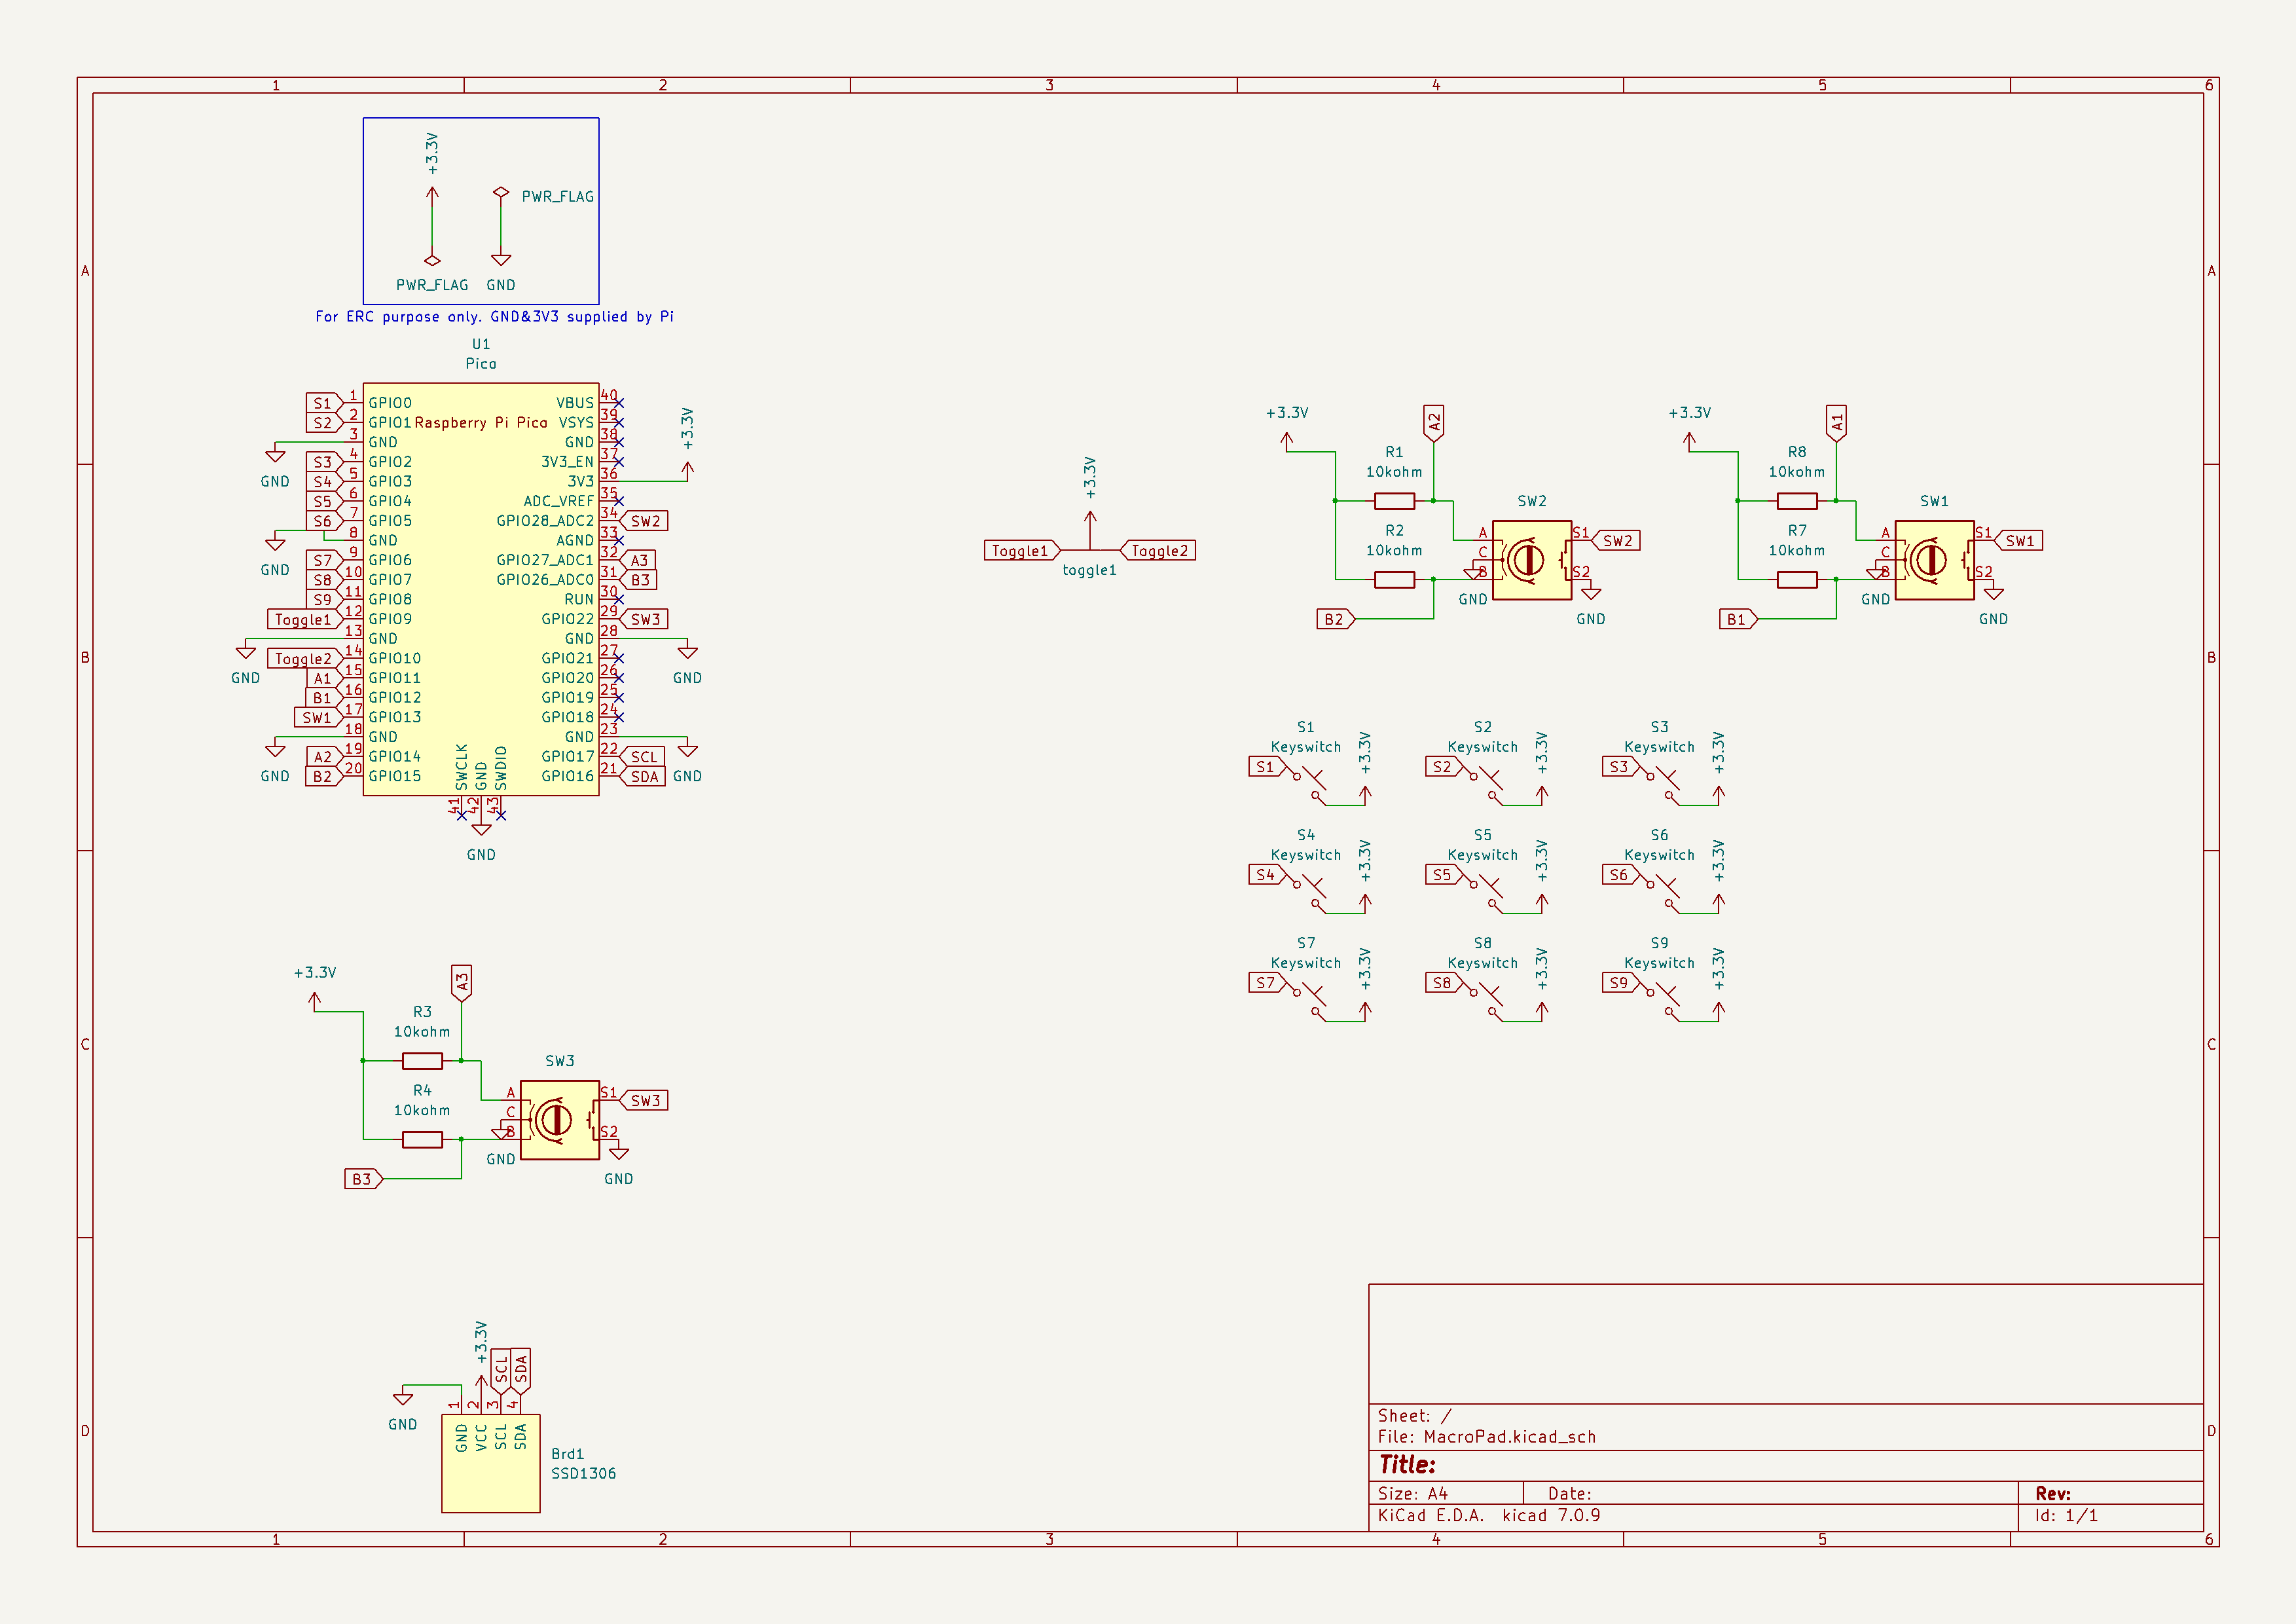 1 2 3 4 5 6
A A
B B
C C
D D
+3.3V
PWR_FLAG
PWR_FLAG GND
For ERC purpose only. GND&3V3 supplied by Pi
U1
Pico
Raspberry Pi Pico
S1 1 GPIO0
S2 2 GPIO1
3 GND
GND
S3 4 GPIO2
S4 5 GPIO3
S5 6 GPIO4
S6 7 GPIO5
8 GND
GND
S7 9 GPIO6
S8 10 GPIO7
S9 11 GPIO8
Toggle1 12 GPIO9
13 GND
GND
Toggle2 14 GPIO10
A1 15 GPIO11
B1 16 GPIO12
SW1 17 GPIO13
18 GND
GND
A2 19 GPIO14
B2 20 GPIO15
VBUS 40
VSYS 39
GND 38
3V3_EN 37
3V3 36
+3.3V
ADC_VREF 35
GPIO28_ADC2 34 SW2
AGND 33
GPIO27_ADC1 32 A3
GPIO26_ADC0 31 B3
RUN 30
GPIO22 29 SW3
GND 28
GND
GPIO21 27
GPIO20 26
GPIO19 25
GPIO18 24
GND 23
GND
GPIO17 22 SCL
GPIO16 21 SDA
SWCLK GND SWDIO
41 42 43
GND
+3.3V
Toggle1 Toggle2
toggle1
+3.3V A2
R1
10kohm
R2
10kohm
SW2
A C B S1 S2
SW2
GND GND
B2
+3.3V A1
R8
10kohm
R7
10kohm
SW1
A C B S1 S2
SW1
GND GND
B1
S1 S2 S3
Keyswitch +3.3V Keyswitch +3.3V Keyswitch +3.3V
S1 S2 S3
S4 S5 S6
Keyswitch +3.3V Keyswitch +3.3V Keyswitch +3.3V
S4 S5 S6
S7 S8 S9
Keyswitch +3.3V Keyswitch +3.3V Keyswitch +3.3V
S7 S8 S9
+3.3V A3
R3
10kohm
R4
10kohm
SW3
A C B S1 S2
SW3
GND GND
B3
+3.3V SCL SDA
GND
1 2 3 4
GND VCC SCL SDA
Brd1
SSD1306
Sheet: /
File: MacroPad.kicad_sch
Title:
Size: A4 Date: Rev:
KiCad E.D.A. kicad 7.0.9 Id: 1/1
1 2 3 4 5 6